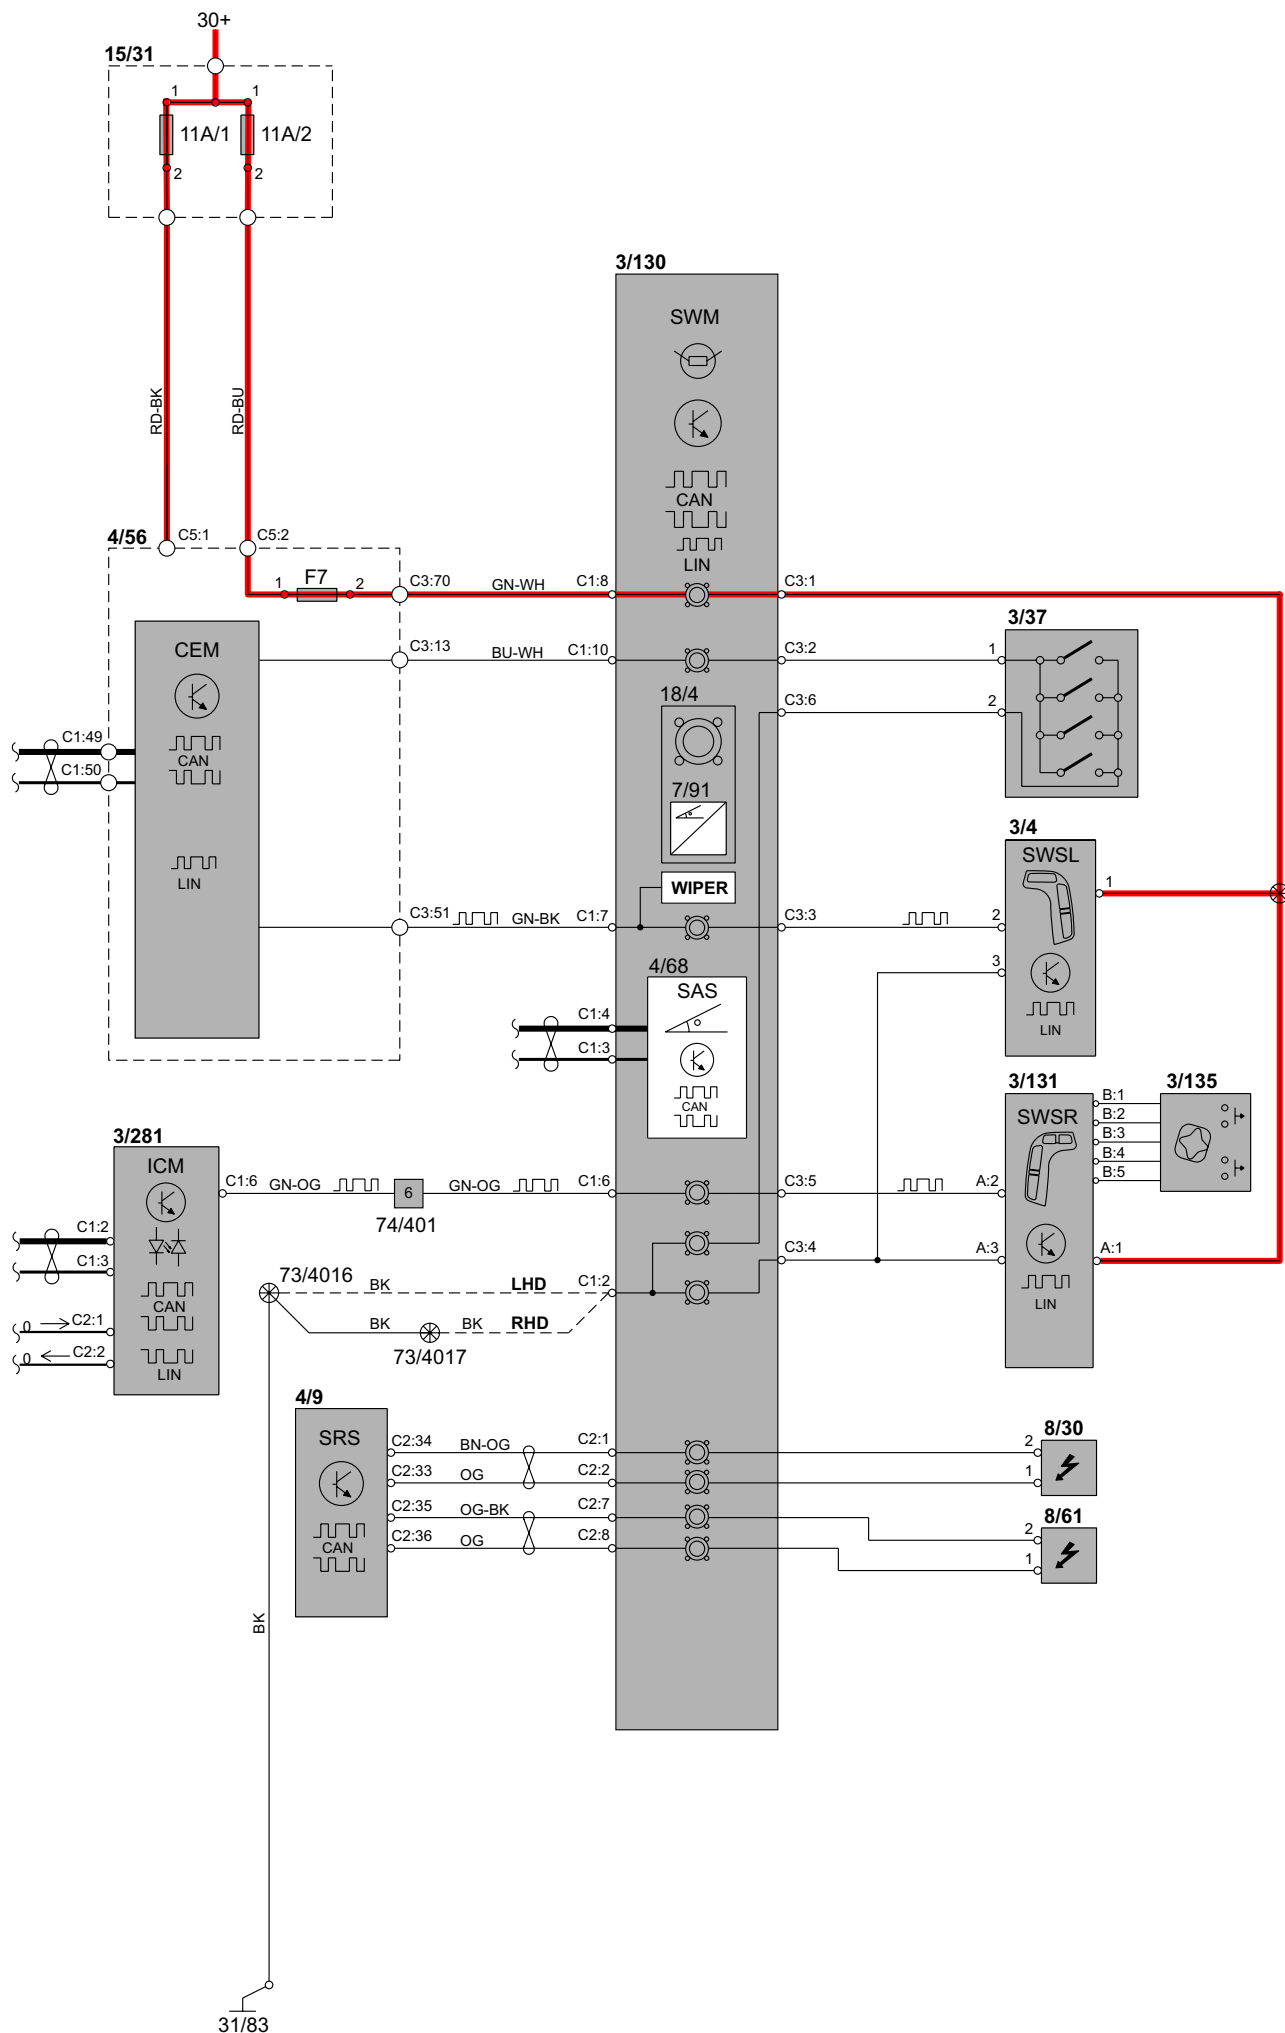 30+
15/31
1 1
11A/1 11A/2
2 2
RD-BK RD-BU
3/130
SWM
CAN
LIN
4/56 C5:1 C5:2
1 F7 2 C3:70 GN-WH C1:8 C3:1
3/37
CEM C3:13 BU-WH C1:10 C3:2 1
18/4 C3:6 2
C1:49
CAN
C1:50
7/91
3/4
SWSL
WIPER 1
LIN
C3:51 GN-BK C1:7 C3:3 2
4/68 3
SAS
C1:4
LIN
C1:3
CAN
3/131 3/135
SWSR
B:1
B:2
B:3
B:4
B:5
3/281
ICM
C1:6 GN-OG 6 GN-OG C1:6 C3:5 A:2
74/401
C1:2
C1:3
C3:4 A:3 A:1
73/4016 BK LHD C1:2
CAN
LIN
0 C2:1
BK BK RHD
73/4017
0 C2:2
LIN
4/9
SRS
C2:34 BN-OG C2:1 2 8/30
C2:33 OG C2:2 1
C2:35 OG-BK C2:7 8/61
2
C2:36 OG C2:8
CAN
1
BK
31/83